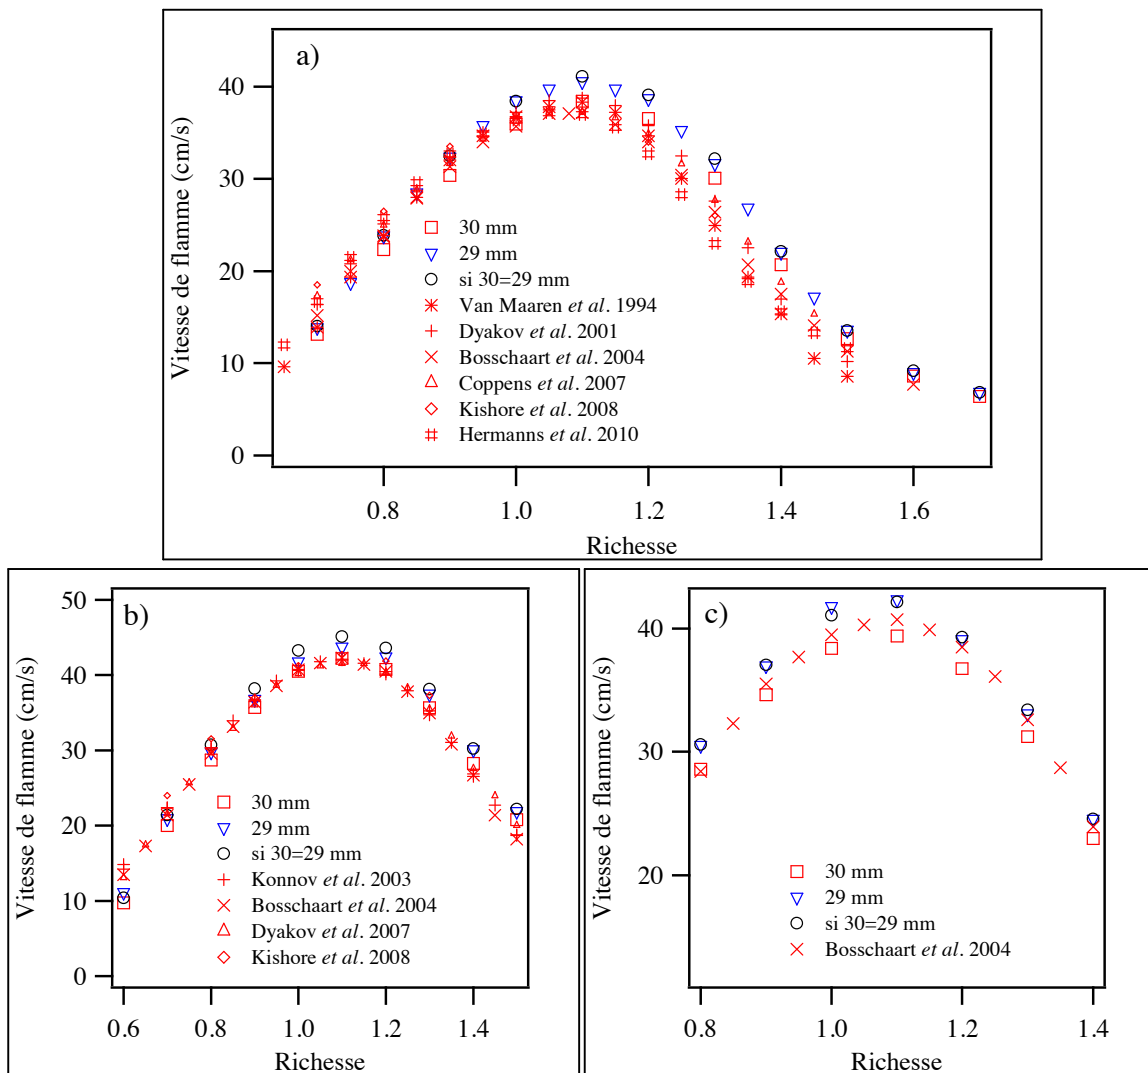 a)
Vitesse de flamme (cm/s)
40
30
20
10
0
30 mm
29 mm
si 30=29 mm
Van Maaren et al. 1994
Dyakov et al. 2001
Bosschaart et al. 2004
Coppens et al. 2007
Kishore et al. 2008
Hermanns et al. 2010
0.8
1.0
1.2
1.4
1.6
Richesse
b)
Vitesse de flamme (cm/s)
50
40
30
20
10
0
30 mm
29 mm
si 30=29 mm
Konnov et al. 2003
Bosschaart et al. 2004
Dyakov et al. 2007
Kishore et al. 2008
0.6
0.8
1.0
1.2
1.4
Richesse
c)
Vitesse de flamme (cm/s)
40
30
20
30 mm
29 mm
si 30=29 mm
Bosschaart et al. 2004
0.8
1.0
1.2
1.4
Richesse